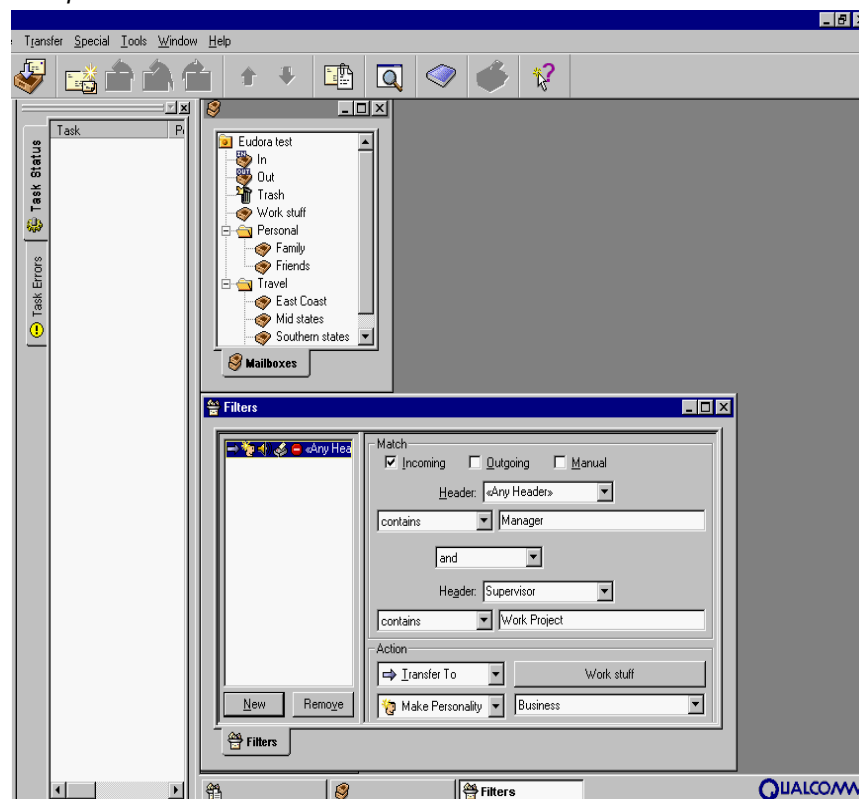 Transfer Special Tools Window Help
Task
Task Status
Task Errors
Eudora test
In
Out
Trash
Work stuff
Personal
Family
Friends
Travel
East Coast
Mid states
Southern states
Mailboxes
Filters
«Any Hea
Match
Incoming Outgoing Manual
Header: «Any Header»
contains Manager
and
Header: Supervisor
contains Work Project
Action
Transfer To Work stuff
Make Personality Business
New Remove
Filters
Filters
QUALCOMM